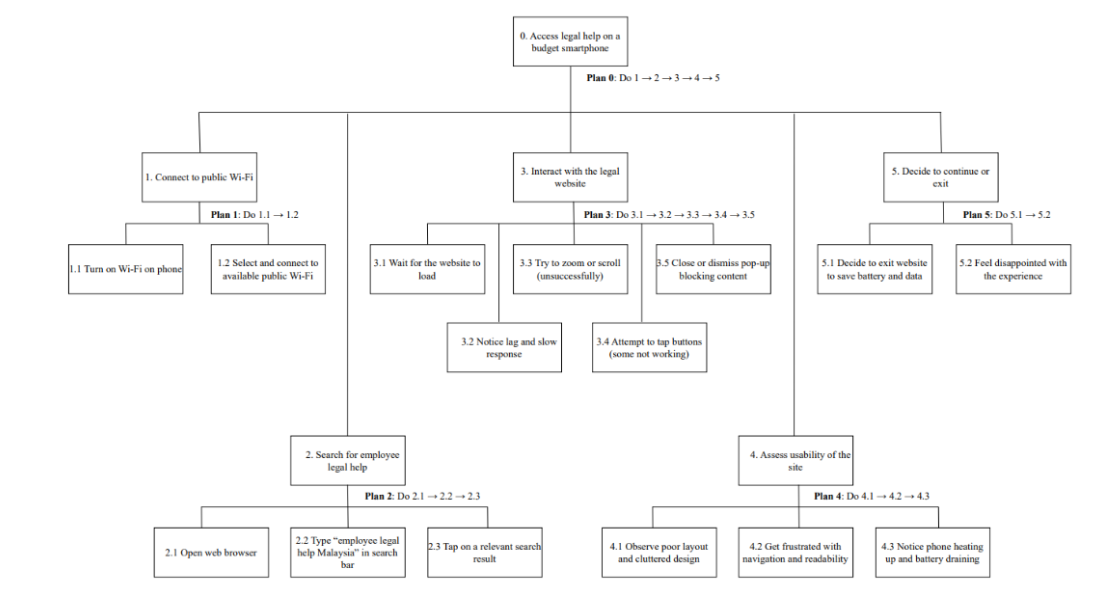 0. Access legal help on a
budget smartphone
Plan 0: Do 1 → 2 → 3 → 4 → 5
1. Connect to public Wi-Fi
3. Interact with the legal
website
5. Decide to continue or
exit
Plan 1: Do 1.1 → 1.2
Plan 3: Do 3.1 → 3.2 → 3.3 → 3.4 → 3.5
Plan 5: Do 5.1 → 5.2
1.1 Turn on Wi-Fi on phone
1.2 Select and connect to
available public Wi-Fi
3.1 Wait for the website to
load
3.3 Try to zoom or scroll
(unsuccessfully)
3.5 Close or dismiss pop-up
blocking content
5.1 Decide to exit website
to save battery and data
5.2 Feel disappointed with
the experience
3.2 Notice lag and slow
response
3.4 Attempt to tap buttons
(some not working)
2. Search for employee
legal help
4. Assess usability of the
site
Plan 2: Do 2.1 → 2.2 → 2.3
Plan 4: Do 4.1 → 4.2 → 4.3
2.1 Open web browser
2.2 Type “employee legal
help Malaysia” in search
bar
2.3 Tap on a relevant search
result
4.1 Observe poor layout
and cluttered design
4.2 Get frustrated with
navigation and readability
4.3 Notice phone heating
up and battery draining